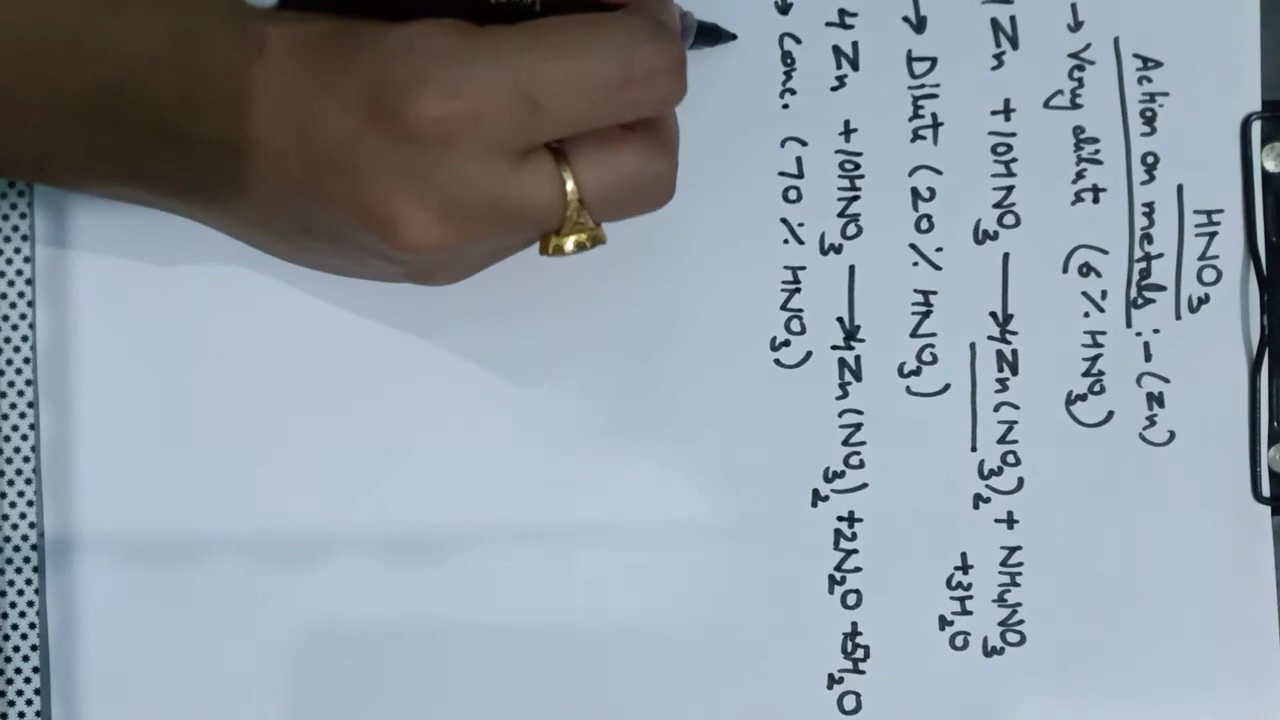 HNO3
Action on metals :- (Zn)
→ Very dilute (6% HNO3)
4Zn + 10HNO3 → 4Zn(NO3)2 + NH4NO3
+3H2O
→ Dilute (20% HNO3)
4Zn + 10HNO3 → 4Zn(NO3)2 + 2N2O + 5H2O
→ Conc. (70% HNO3)